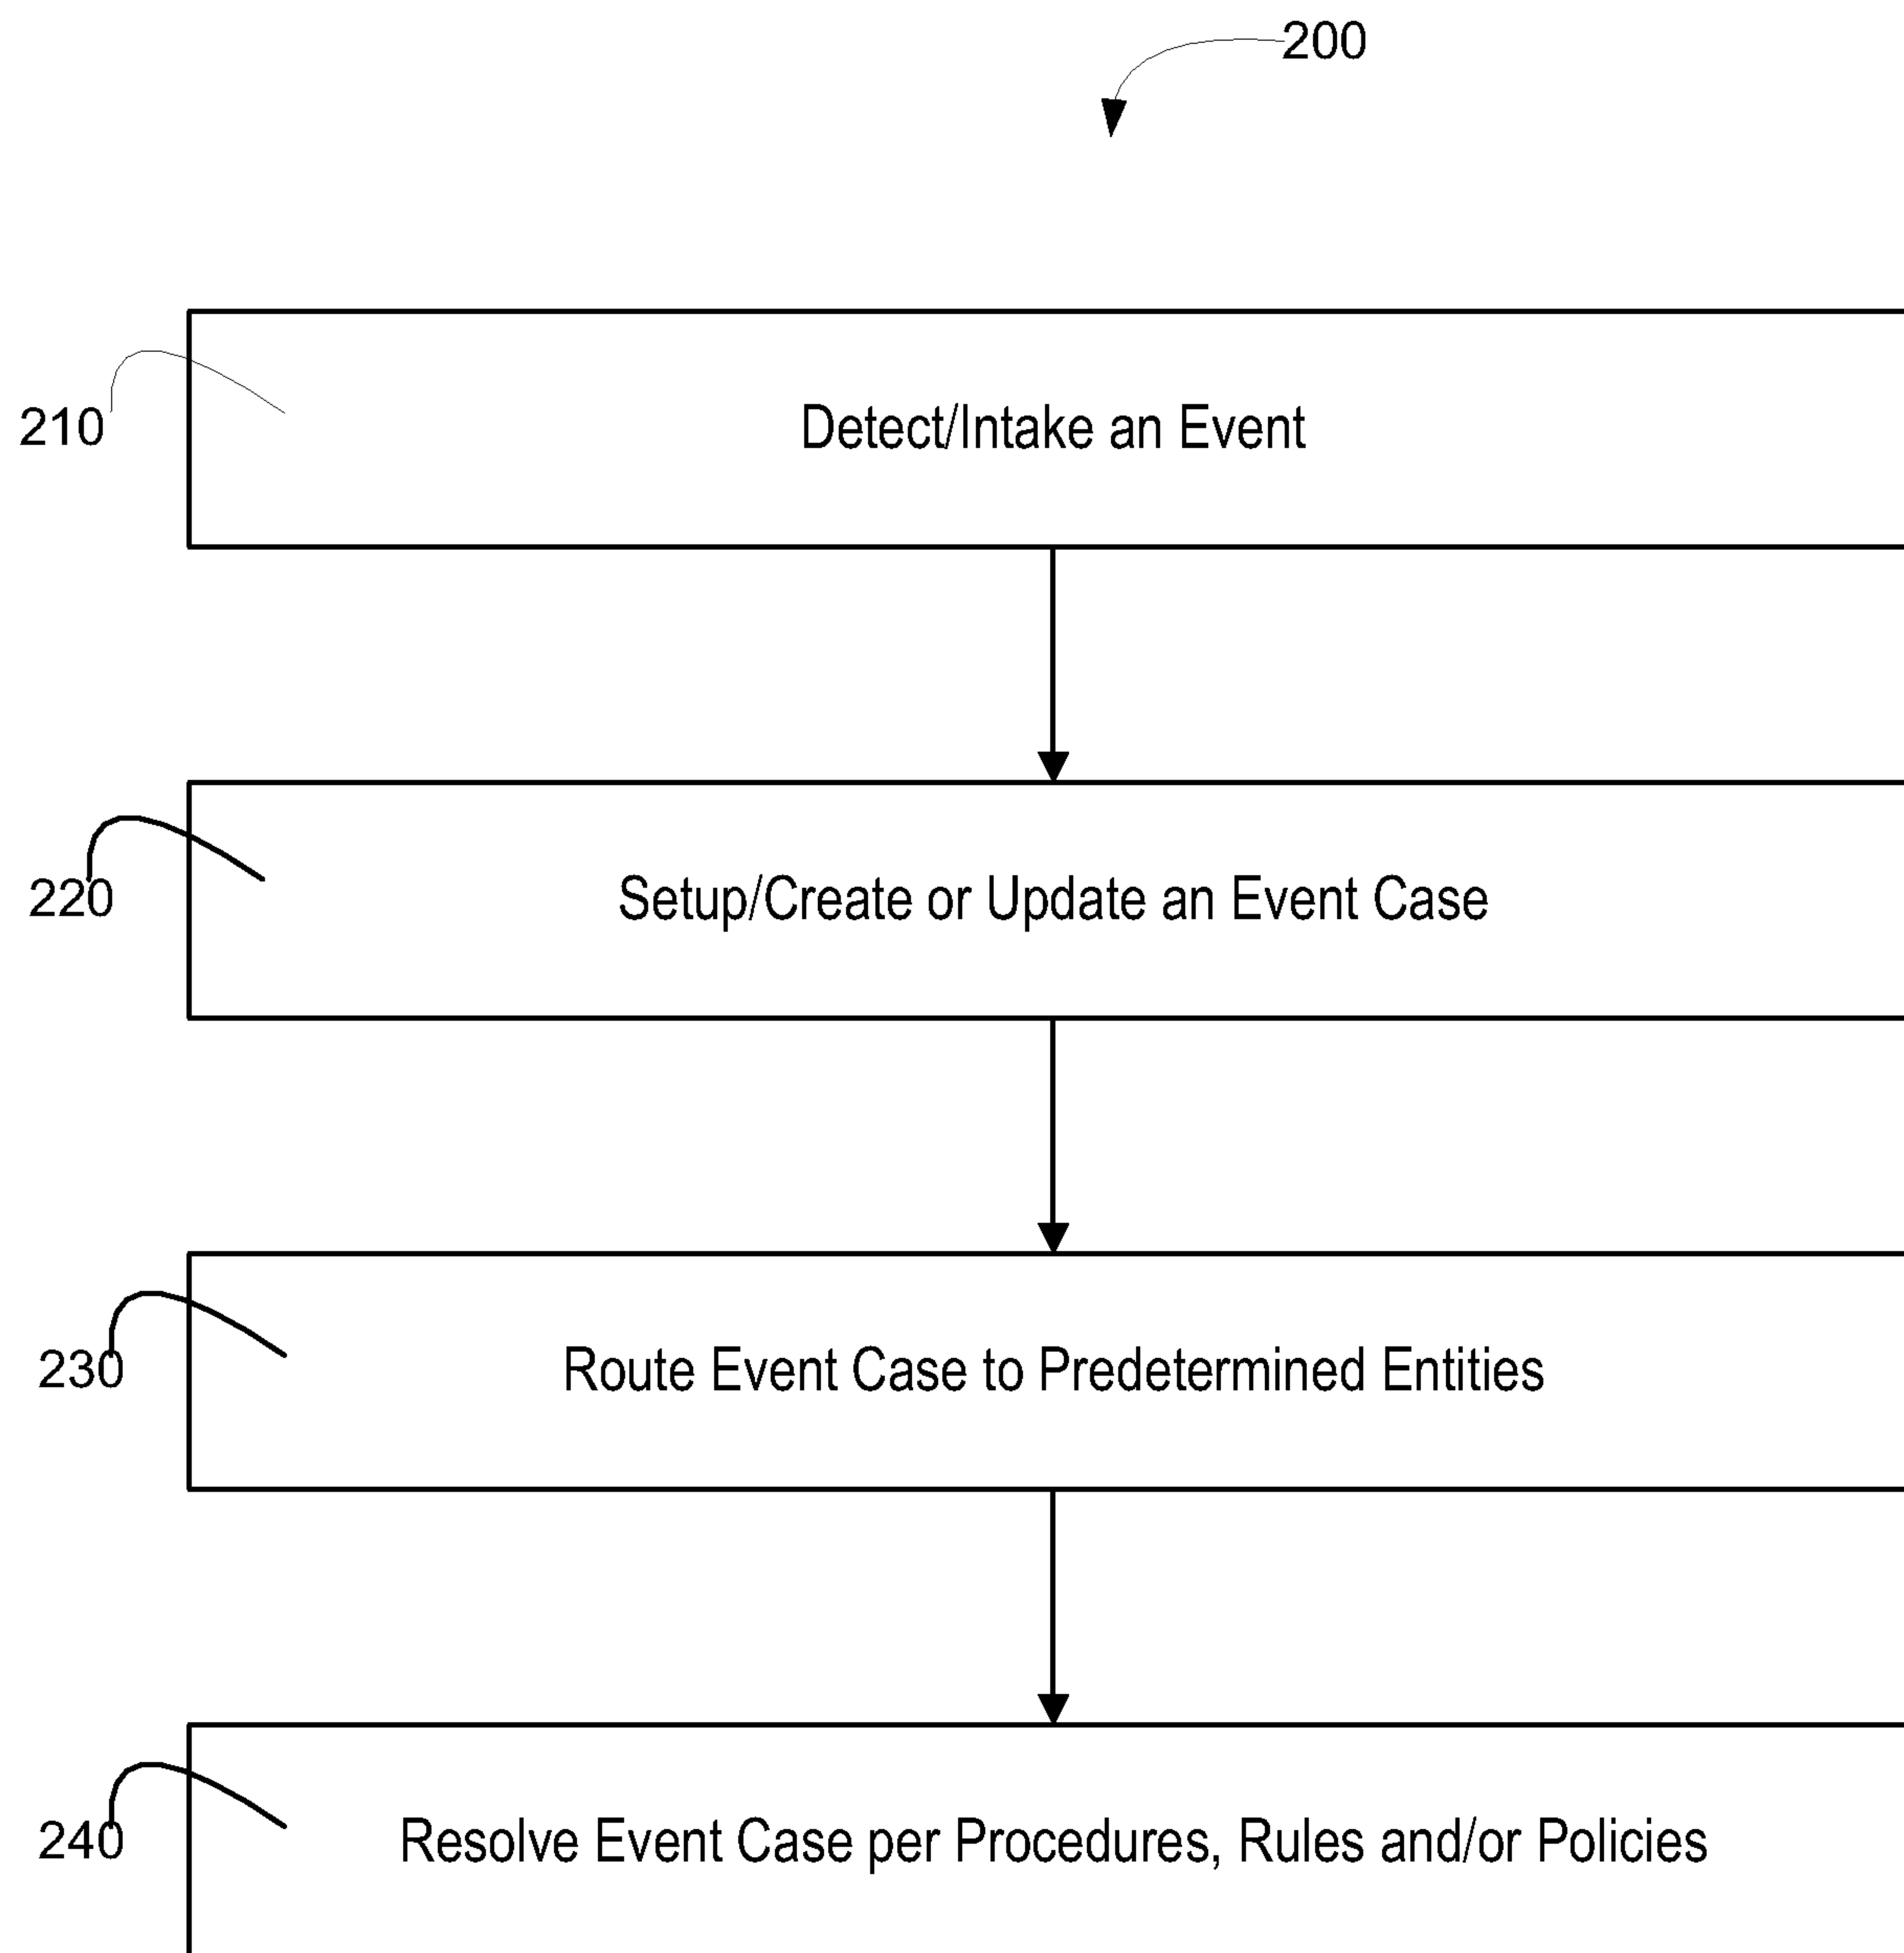 200
210
Detect/Intake an Event
220
Setup/Create or Update an Event Case
230
Route Event Case to Predetermined Entities
240
Resolve Event Case per Procedures, Rules and/or Policies